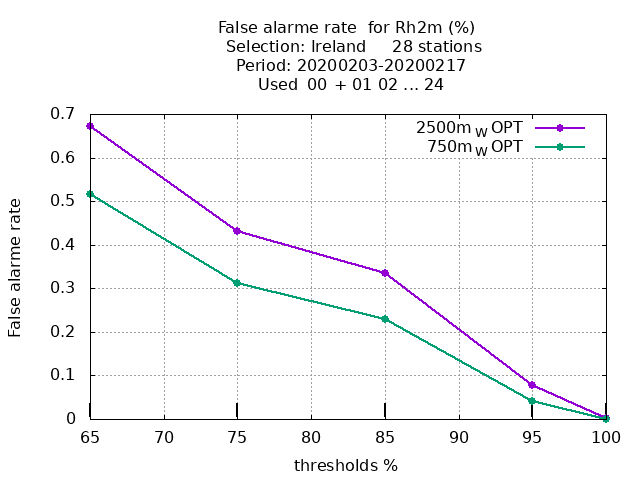 False alarme rate  for Rh2m (%)
Selection: Ireland     28 stations
Period: 20200203-20200217
Used  00  + 01 02 ... 24
2500m W OPT
750m W OPT
False alarme rate
0.7
0.6
0.5
0.4
0.3
0.2
0.1
0
65 70 75 80 85 90 95 100
thresholds %